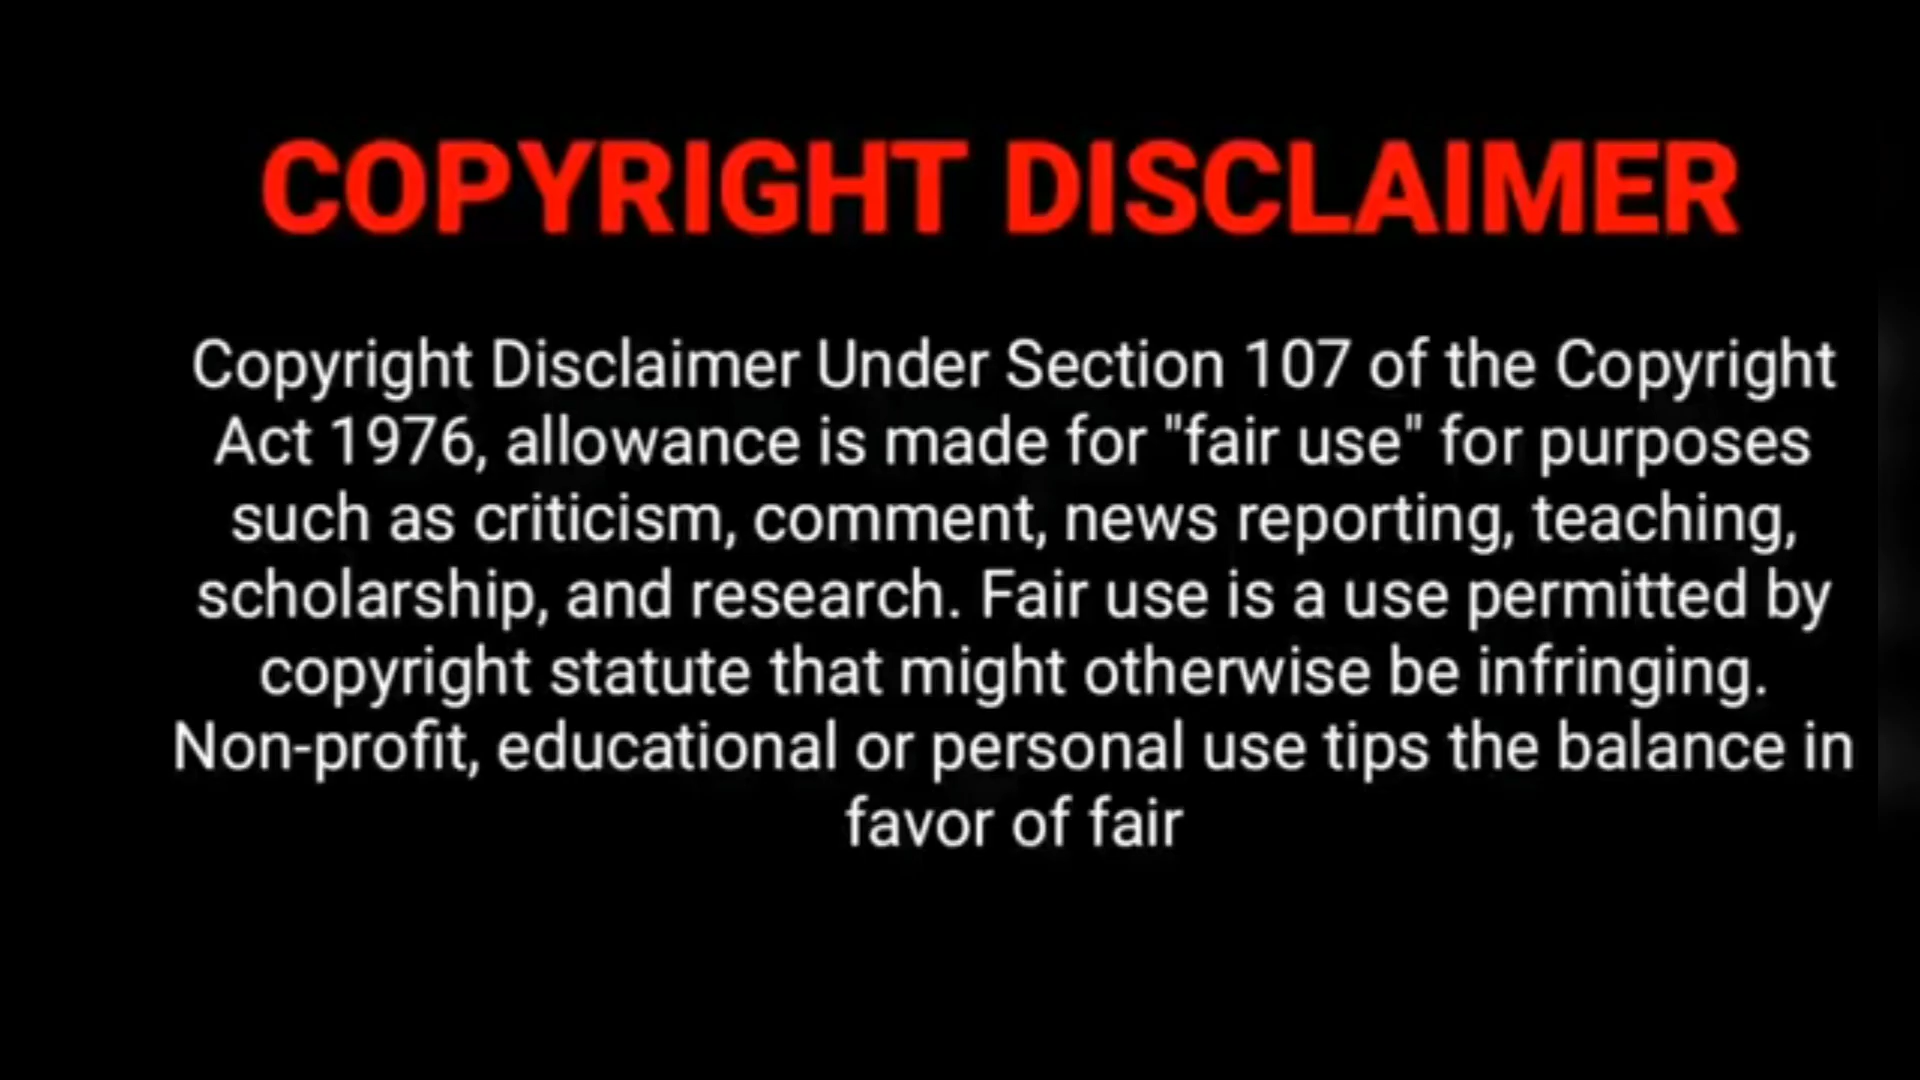 COPYRIGHT DISCLAIMER
Copyright Disclaimer Under Section 107 of the Copyright
Act 1976, allowance is made for "fair use" for purposes
such as criticism, comment, news reporting, teaching,
scholarship, and research. Fair use is a use permitted by
copyright statute that might otherwise be infringing.
Non-profit, educational or personal use tips the balance in
favor of fair